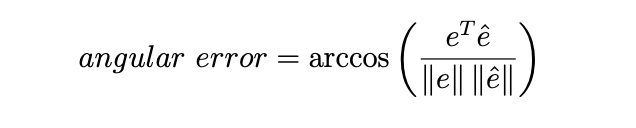 angular error = arccos ( e^T ê / ‖e‖ ‖ê‖ )